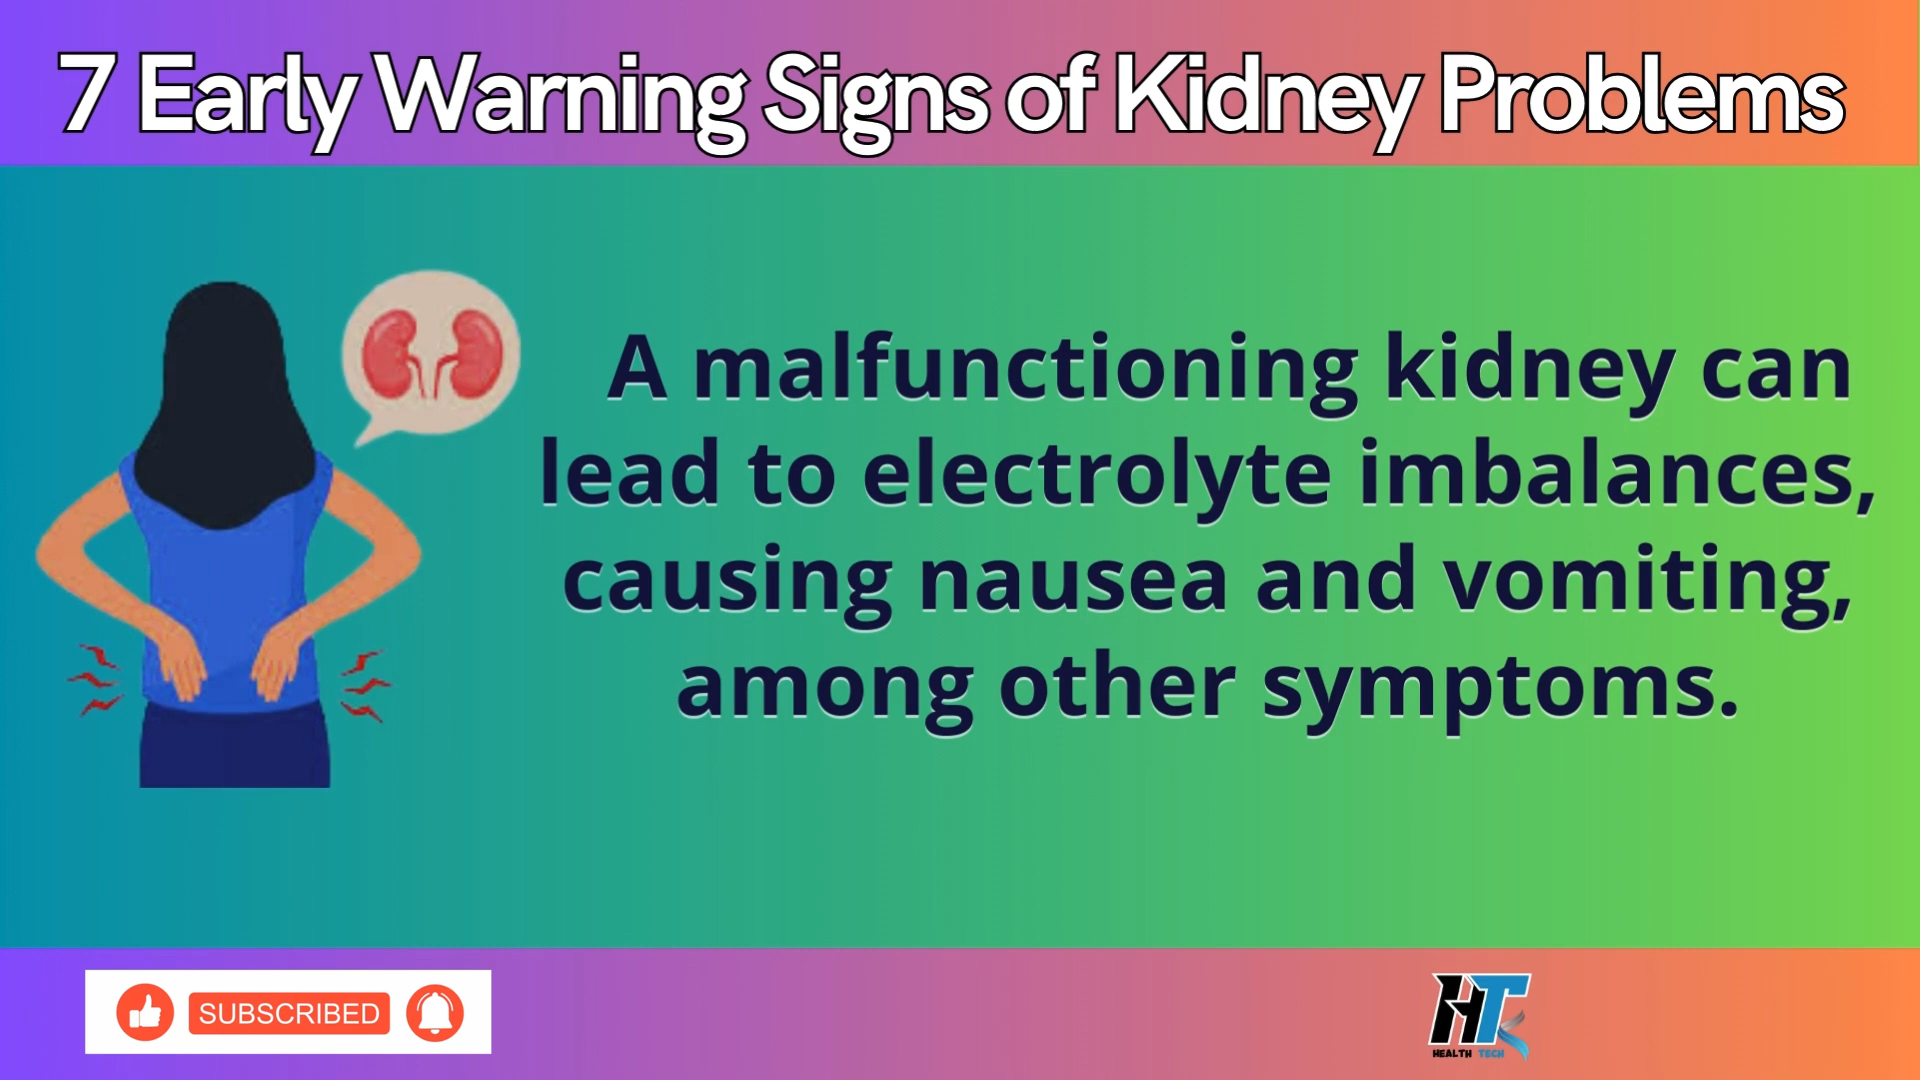 7 Early Warning Signs of Kidney Problems
A malfunctioning kidney can
lead to electrolyte imbalances,
causing nausea and vomiting,
among other symptoms.
SUBSCRIBED
HT
HEALTH TECH